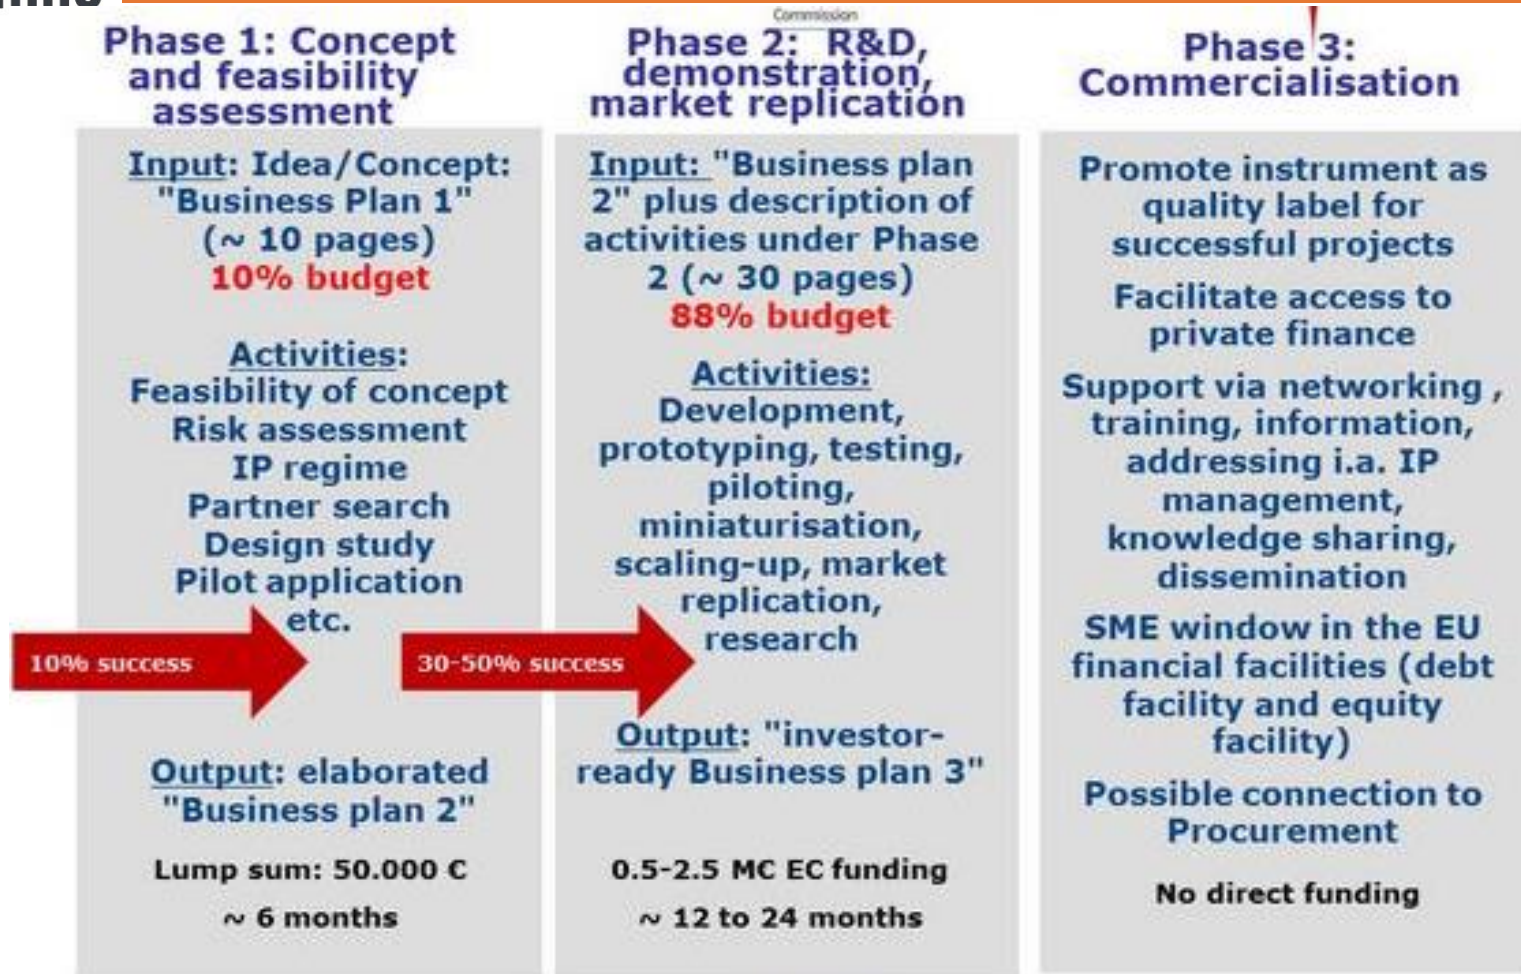 Commission
Phase 1: Concept
and feasibility
assessment
Input: Idea/Concept:
"Business Plan 1"
(~ 10 pages)
10% budget
Activities:
Feasibility of concept
Risk assessment
IP regime
Partner search
Design study
Pilot application
etc.
10% success
Output: elaborated
"Business plan 2"
Lump sum: 50.000 €
~ 6 months
Phase 2: R&D,
demonstration,
market replication
Input: "Business plan
2" plus description of
activities under Phase
2 (~ 30 pages)
88% budget
Activities:
Development,
prototyping, testing,
piloting,
miniaturisation,
scaling-up, market
replication,
research
30-50% success
Output: "investor-
ready Business plan 3"
0.5-2.5 M€ EC funding
~ 12 to 24 months
Phase 3:
Commercialisation
Promote instrument as
quality label for
successful projects
Facilitate access to
private finance
Support via networking ,
training, information,
addressing i.a. IP
management,
knowledge sharing,
dissemination
SME window in the EU
financial facilities (debt
facility and equity
facility)
Possible connection to
Procurement
No direct funding